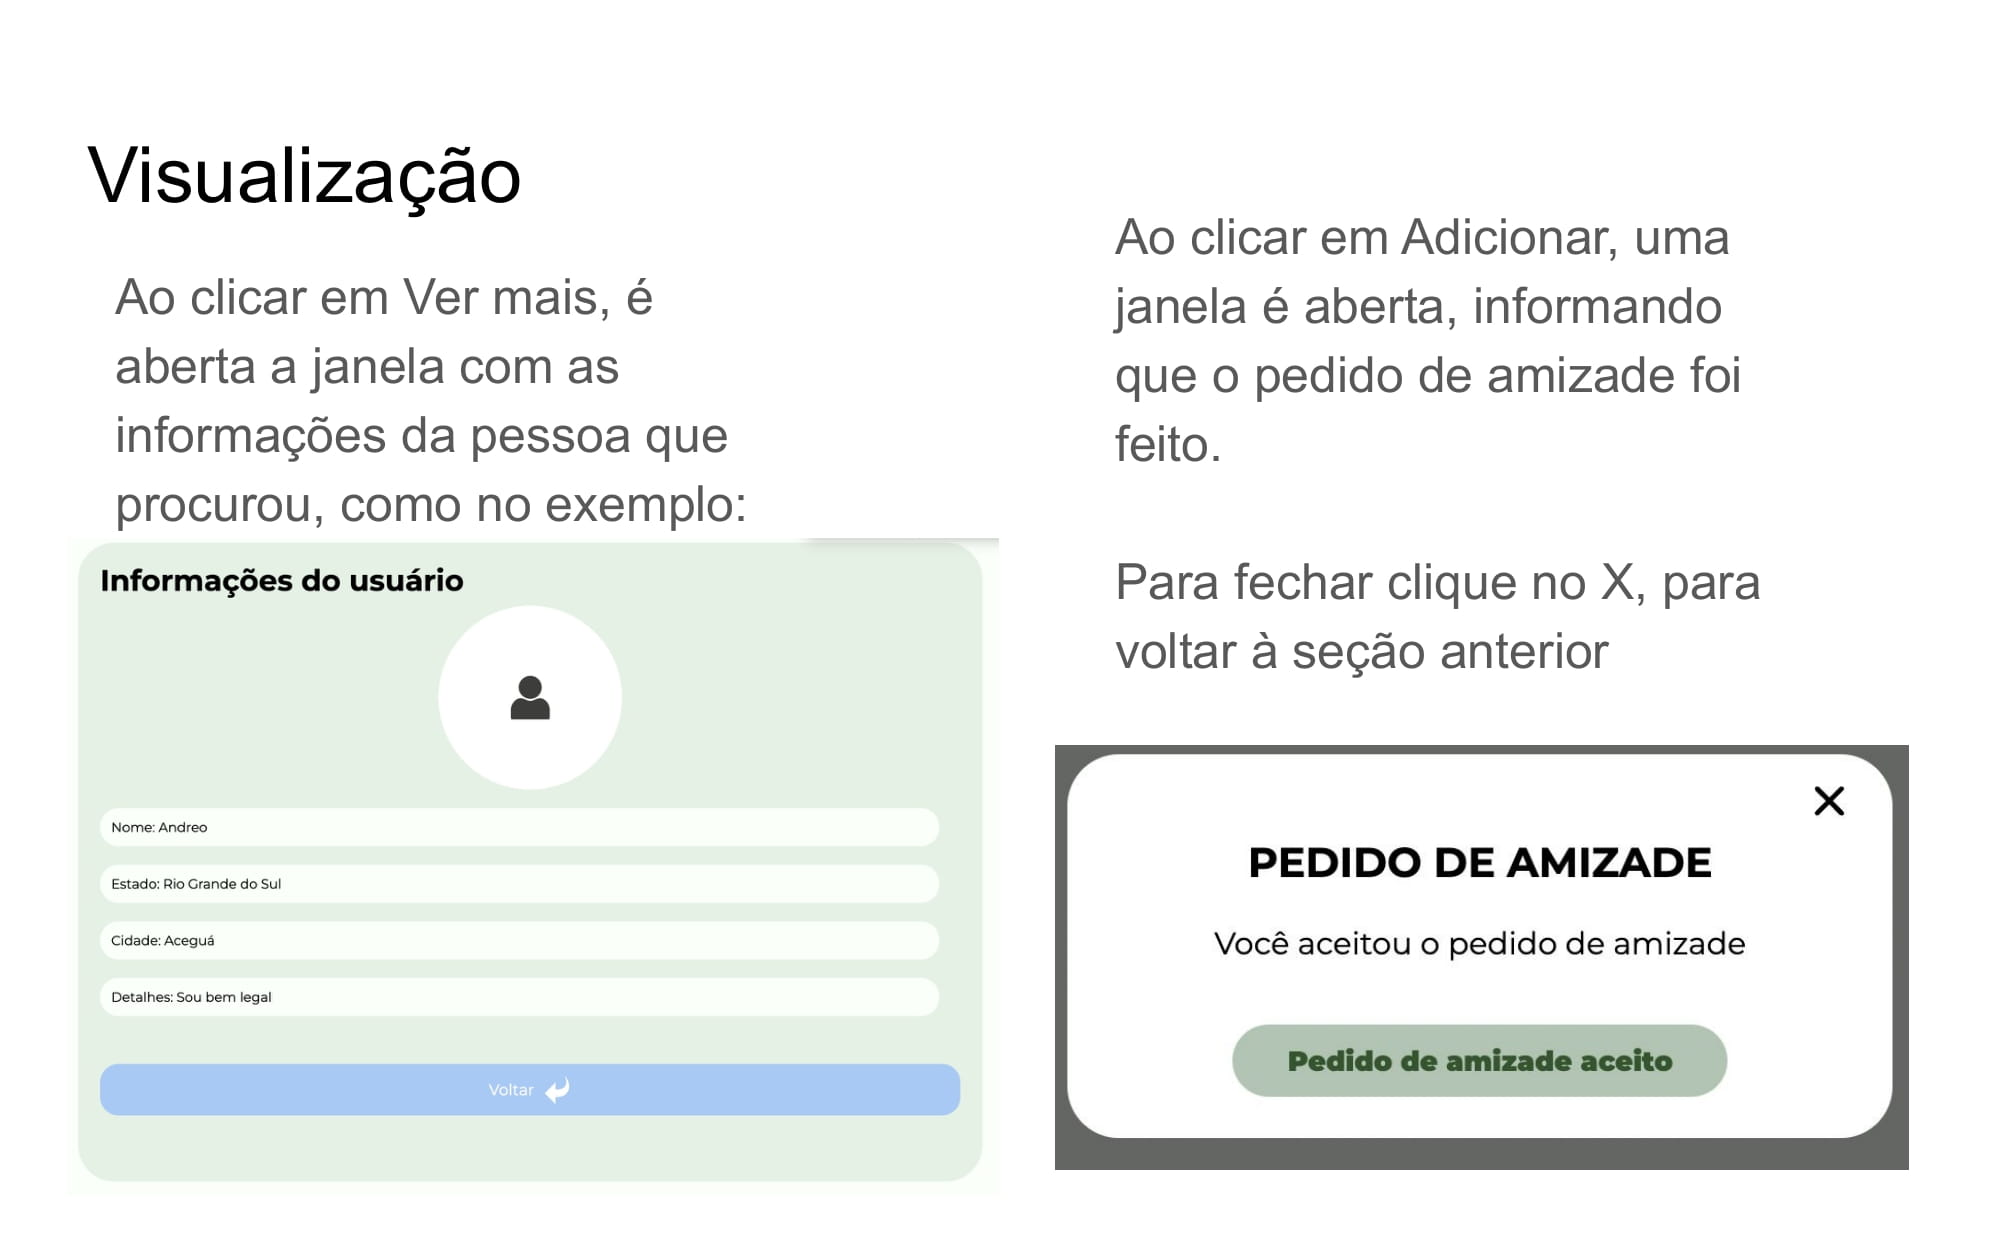 Visualização
Ao clicar em Ver mais, é
aberta a janela com as
informações da pessoa que
procurou, como no exemplo:
Informações do usuário
Nome: Andreo
Estado: Rio Grande do Sul
Cidade: Aceguá
Detalhes: Sou bem legal
Voltar
Ao clicar em Adicionar, uma
janela é aberta, informando
que o pedido de amizade foi
feito.
Para fechar clique no X, para
voltar à seção anterior
PEDIDO DE AMIZADE
Você aceitou o pedido de amizade
Pedido de amizade aceito